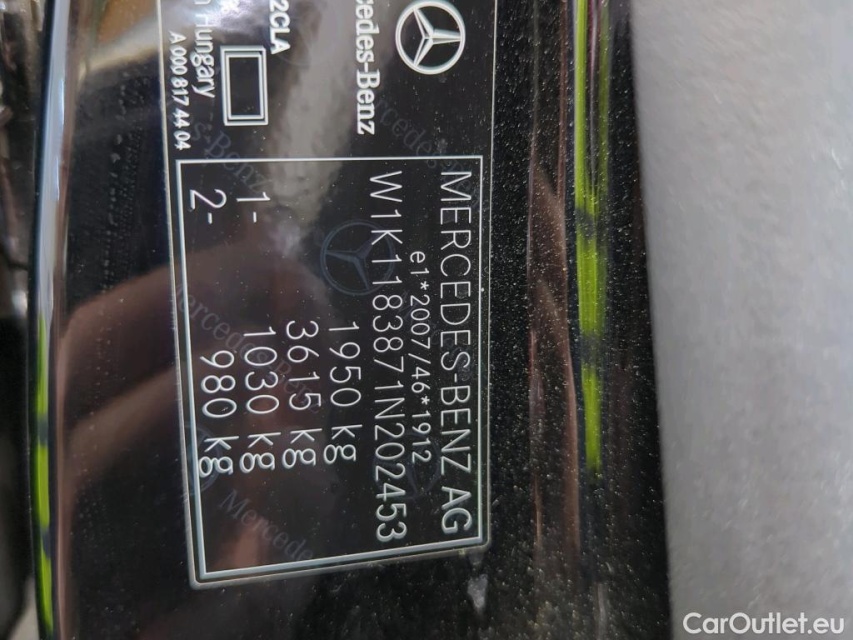 Mercedes-Benz
2CLA
Hungary
A 000 817 44 04
MERCEDES-BENZ AG
e1*2007/46*1912
W1K1183871N202453
1950 kg
3615 kg
1- 1030 kg
2- 980 kg
CarOutlet.eu